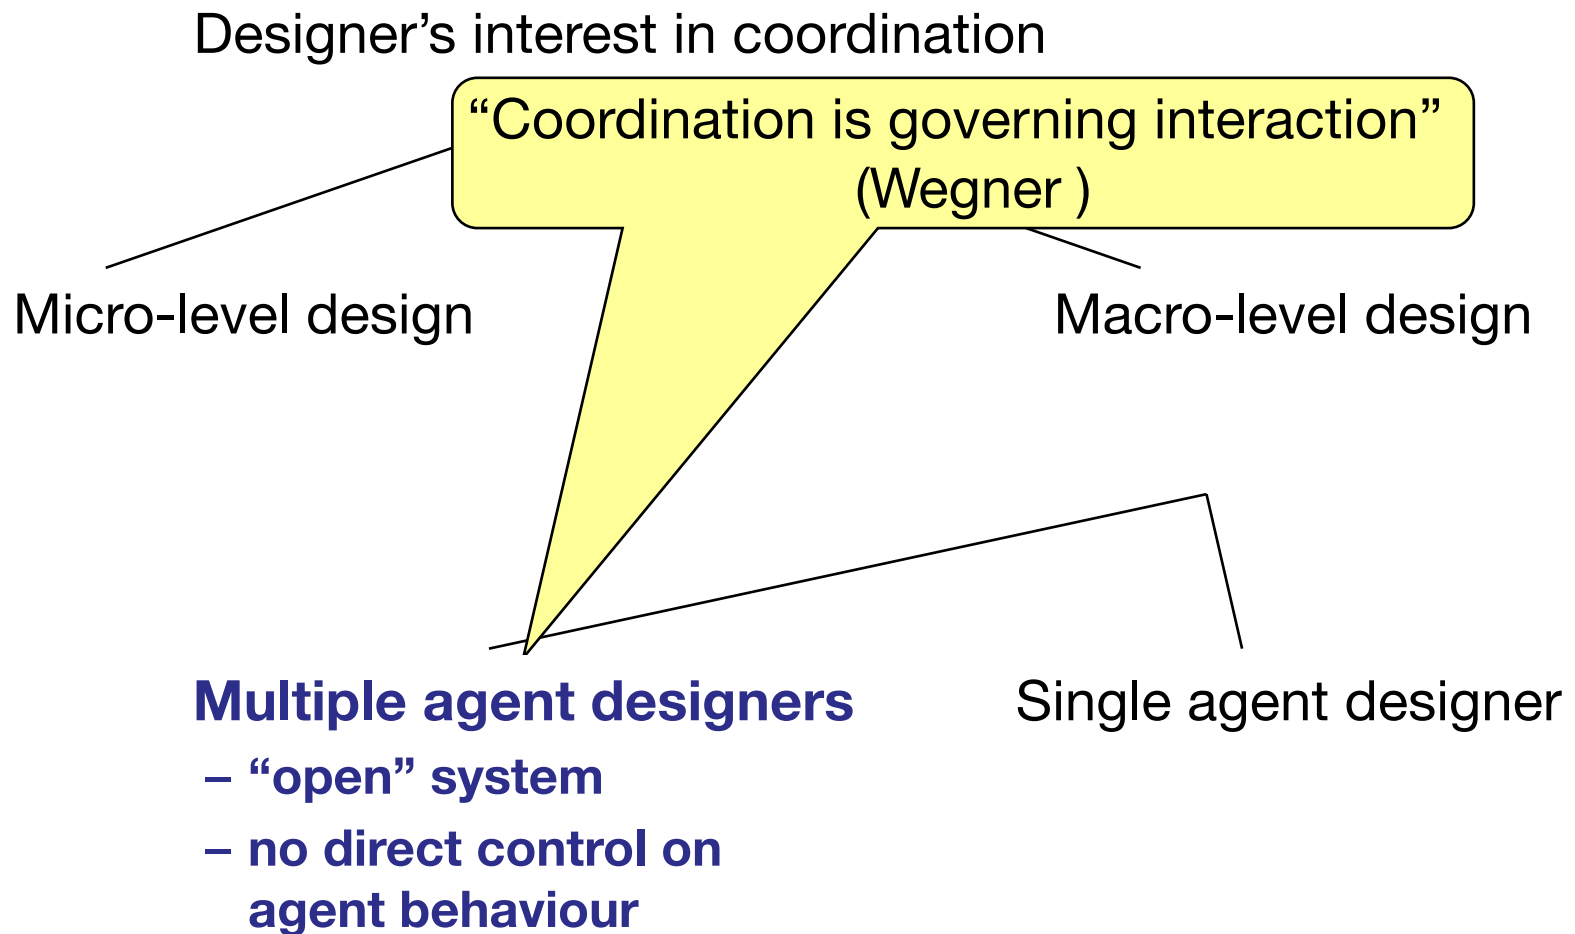 Designer’s interest in coordination
“Coordination is governing interaction”
(Wegner )
Micro-level design
Macro-level design
Multiple agent designers
Single agent designer
– “open” system
– no direct control on
agent behaviour